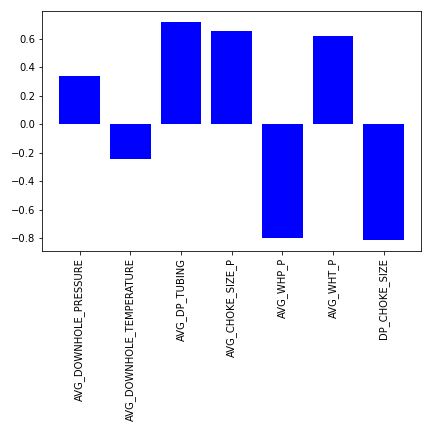 0.6
0.4
0.2
0.0
−0.2
−0.4
−0.6
−0.8
AVG_DOWNHOLE_PRESSURE
AVG_DOWNHOLE_TEMPERATURE
AVG_DP_TUBING
AVG_CHOKE_SIZE_P
AVG_WHP_P
AVG_WHT_P
DP_CHOKE_SIZE